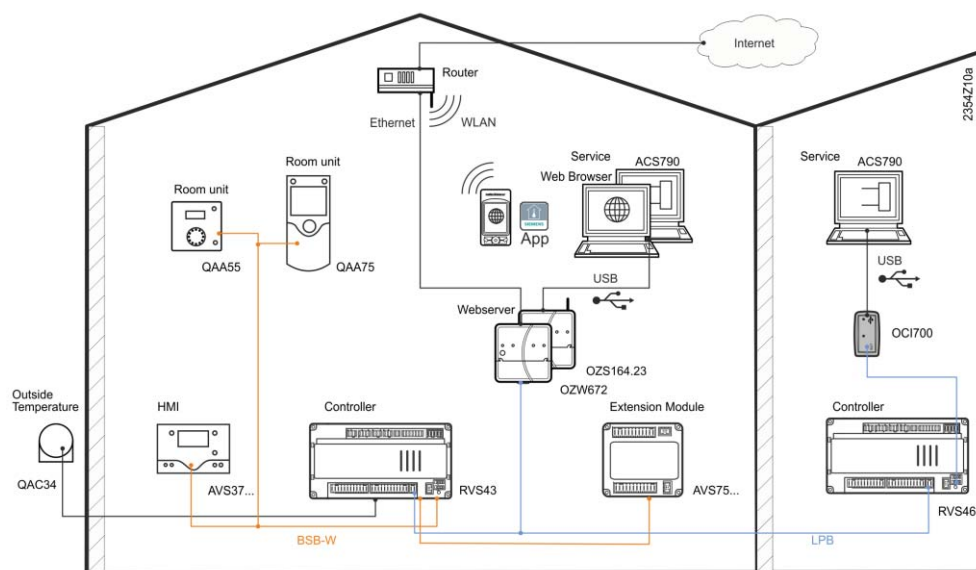 Internet
2354Z10a
Router
Ethernet
WLAN
Service
ACS790
Web Browser
Service
ACS790
Room unit
Room unit
SIEMENS
App
QAA55
QAA75
USB
USB
Webserver
OCI700
OZS164.23
OZW672
Outside
Temperature
HMI
Controller
Extension Module
Controller
QAC34
AVS37...
RVS43
AVS75...
RVS46
BSB-W
LPB